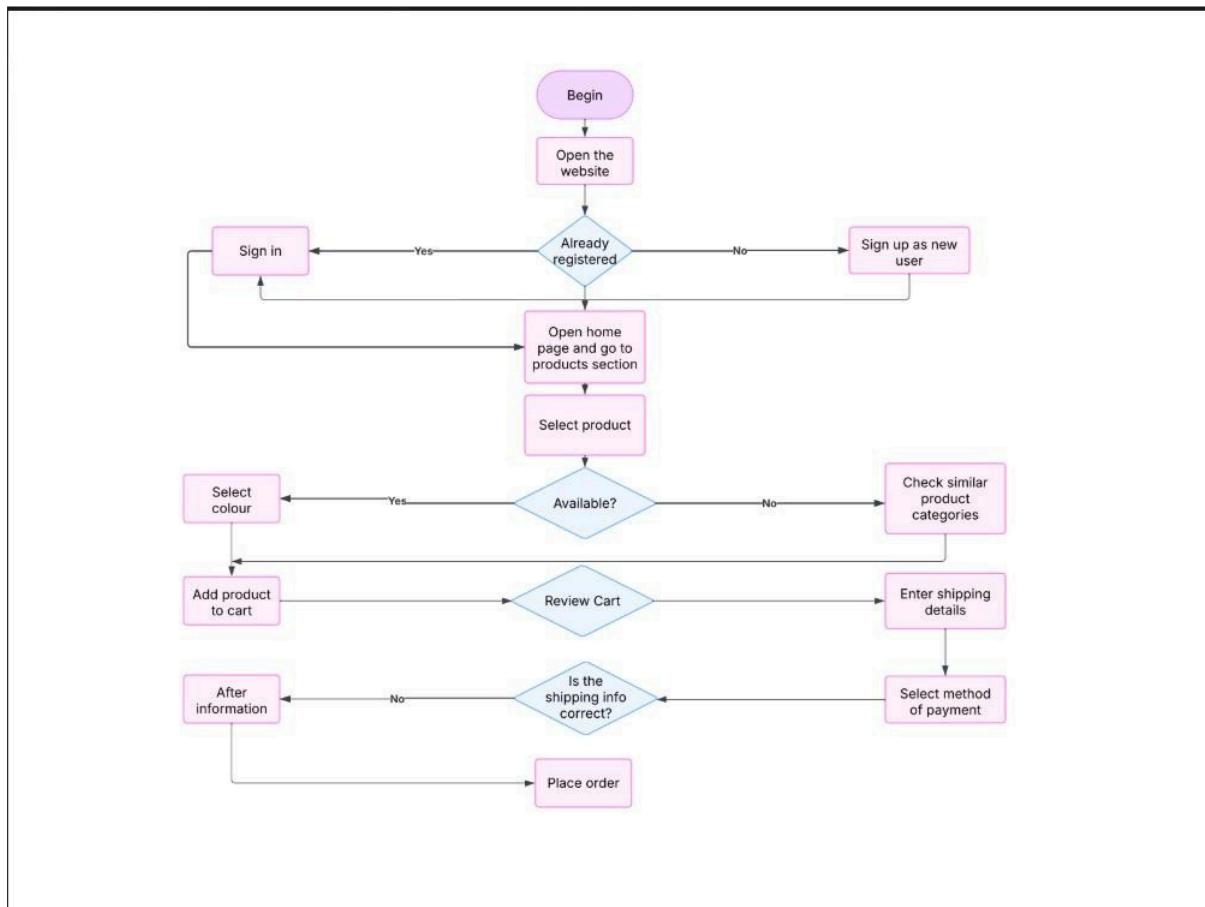 Begin
Open the
website
Sign in
Yes
Already
registered
No
Sign up as new
user
Open home
page and go to
products section
Select product
Select
colour
Yes
Available?
No
Check similar
product
categories
Add product
to cart
Review Cart
Enter shipping
details
After
information
No
Is the
shipping info
correct?
Select method
of payment
Place order